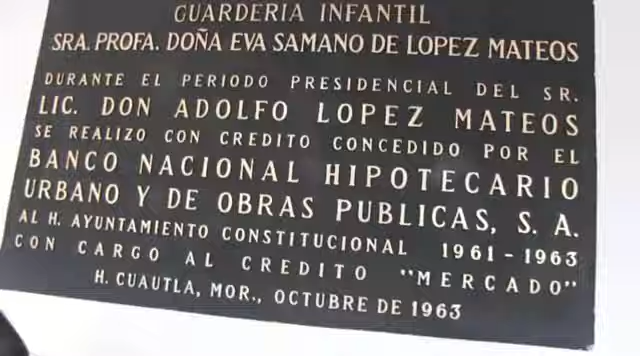 GUARDERIA INFANTIL
SRA. PROFA. DOÑA EVA SAMANO DE LOPEZ MATEOS
DURANTE EL PERIODO PRESIDENCIAL DEL SR.
LIC. DON ADOLFO LOPEZ MATEOS
SE REALIZO CON CREDITO CONCEDIDO POR EL
BANCO NACIONAL HIPOTECARIO
URBANO Y DE OBRAS PUBLICAS, S. A.
AL H. AYUNTAMIENTO CONSTITUCIONAL 1961-1963
CON CARGO AL CREDITO "MERCADO"
H. CUAUTLA, MOR., OCTUBRE DE 1963